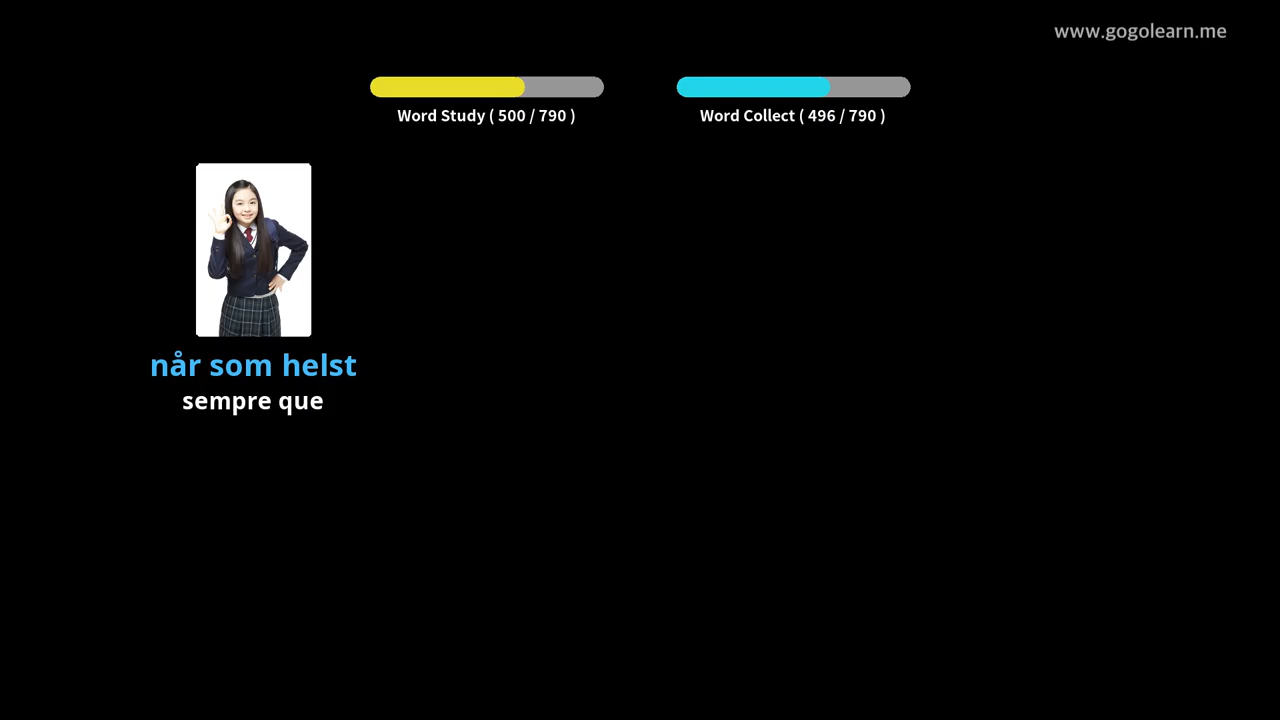 www.gogolearn.me
Word Study ( 500 / 790 )
Word Collect ( 496 / 790 )
når som helst
sempre que